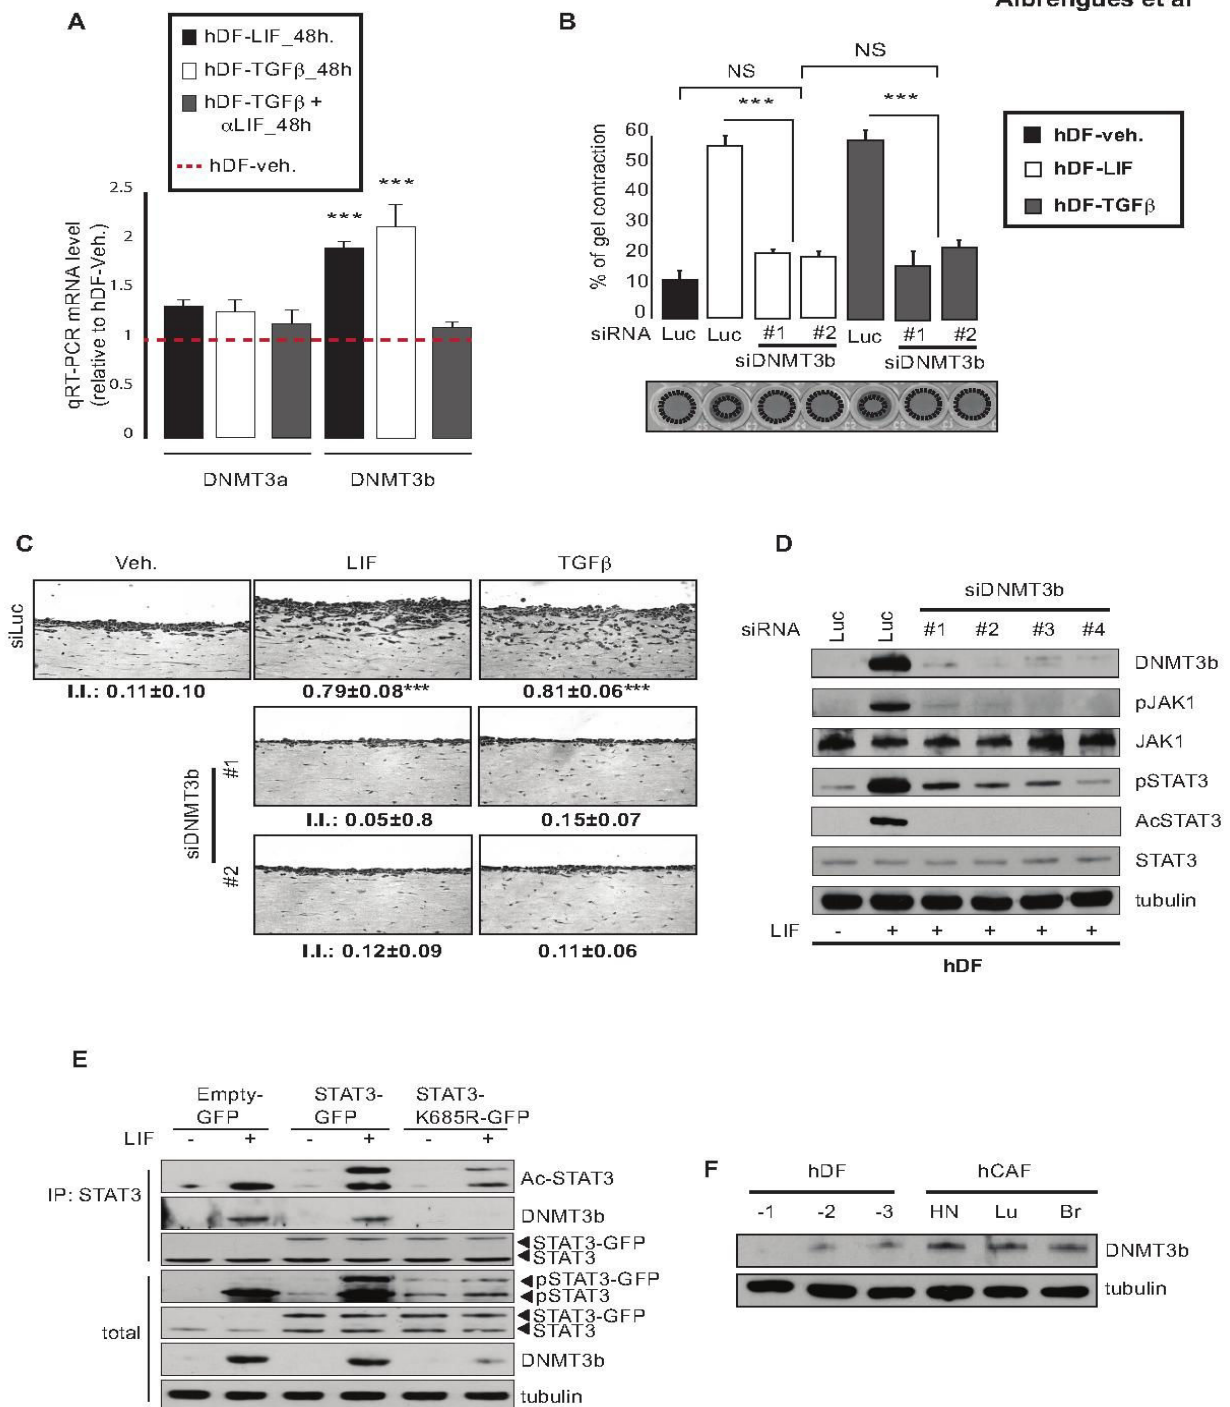 Albrengues et al
A
hDF-LIF_48h.
hDF-TGFβ_48h
hDF-TGFβ +
αLIF_48h
hDF-veh.
qRT-PCR mRNA level
(relative to hDF-Veh.)
2.5
2
1.5
1
0.5
0
***
***
DNMT3a
DNMT3b
B
NS
NS
***
***
% of gel contraction
60
50
40
30
20
10
0
siRNA Luc Luc #1 #2 Luc #1 #2
siDNMT3b siDNMT3b
hDF-veh.
hDF-LIF
hDF-TGFβ
C
Veh. LIF TGFβ
siLuc
I.I.: 0.11±0.10 0.79±0.08*** 0.81±0.06***
siDNMT3b
#1
I.I.: 0.05±0.8 0.15±0.07
#2
I.I.: 0.12±0.09 0.11±0.06
D
siDNMT3b
siRNA Luc Luc #1 #2 #3 #4
DNMT3b
pJAK1
JAK1
pSTAT3
AcSTAT3
STAT3
tubulin
LIF - + + + + +
hDF
E
Empty-
GFP
STAT3-
GFP
STAT3-
K685R-GFP
LIF - + - + - +
IP: STAT3
Ac-STAT3
DNMT3b
STAT3-GFP
STAT3
total
pSTAT3-GFP
pSTAT3
STAT3-GFP
STAT3
DNMT3b
tubulin
F
hDF hCAF
-1 -2 -3 HN Lu Br
DNMT3b
tubulin